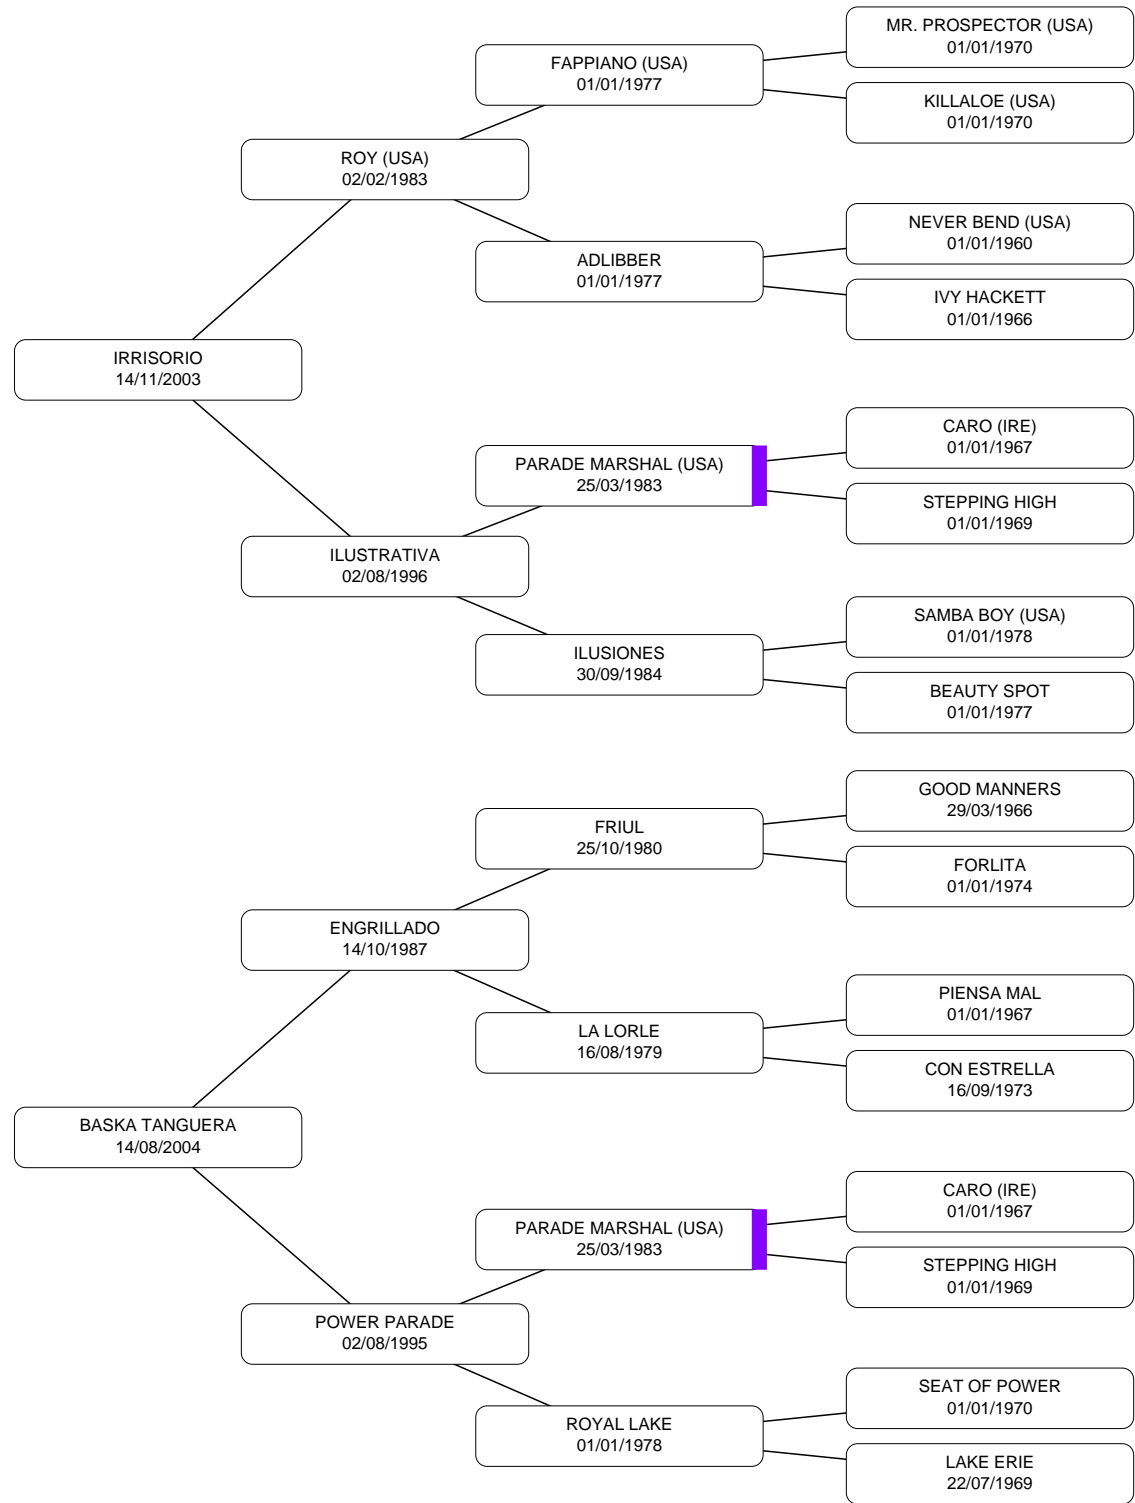 MR. PROSPECTOR (USA)
01/01/1970
FAPPIANO (USA)
01/01/1977
KILLALOE (USA)
01/01/1970
ROY (USA)
02/02/1983
NEVER BEND (USA)
01/01/1960
ADLIBBER
01/01/1977
IVY HACKETT
01/01/1966
IRRISORIO
14/11/2003
CARO (IRE)
01/01/1967
PARADE MARSHAL (USA)
25/03/1983
STEPPING HIGH
01/01/1969
ILUSTRATIVA
02/08/1996
SAMBA BOY (USA)
01/01/1978
ILUSIONES
30/09/1984
BEAUTY SPOT
01/01/1977
GOOD MANNERS
29/03/1966
FRIUL
25/10/1980
FORLITA
01/01/1974
ENGRILLADO
14/10/1987
PIENSA MAL
01/01/1967
LA LORLE
16/08/1979
CON ESTRELLA
16/09/1973
BASKA TANGUERA
14/08/2004
CARO (IRE)
01/01/1967
PARADE MARSHAL (USA)
25/03/1983
STEPPING HIGH
01/01/1969
POWER PARADE
02/08/1995
SEAT OF POWER
01/01/1970
ROYAL LAKE
01/01/1978
LAKE ERIE
22/07/1969